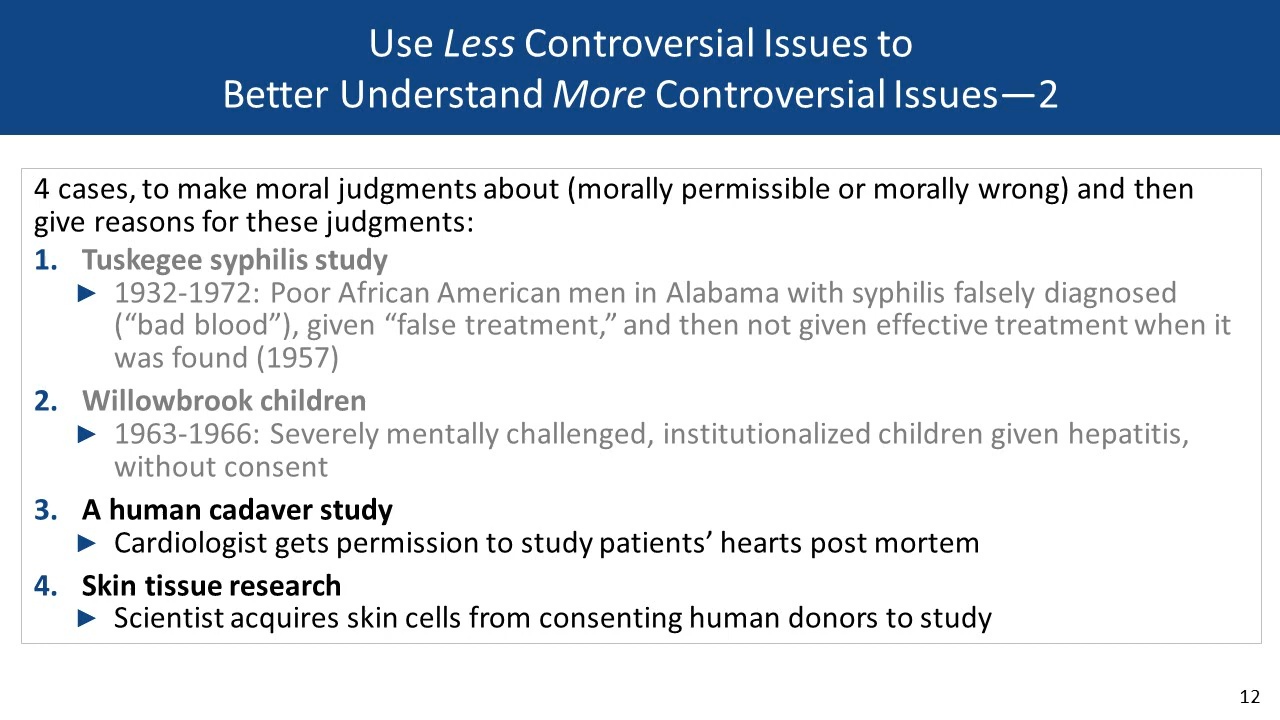 Use Less Controversial Issues to
Better Understand More Controversial Issues—2
4 cases, to make moral judgments about (morally permissible or morally wrong) and then
give reasons for these judgments:
1. Tuskegee syphilis study
► 1932-1972: Poor African American men in Alabama with syphilis falsely diagnosed
(“bad blood”), given “false treatment,” and then not given effective treatment when it
was found (1957)
2. Willowbrook children
► 1963-1966: Severely mentally challenged, institutionalized children given hepatitis,
without consent
3. A human cadaver study
► Cardiologist gets permission to study patients’ hearts post mortem
4. Skin tissue research
► Scientist acquires skin cells from consenting human donors to study
12